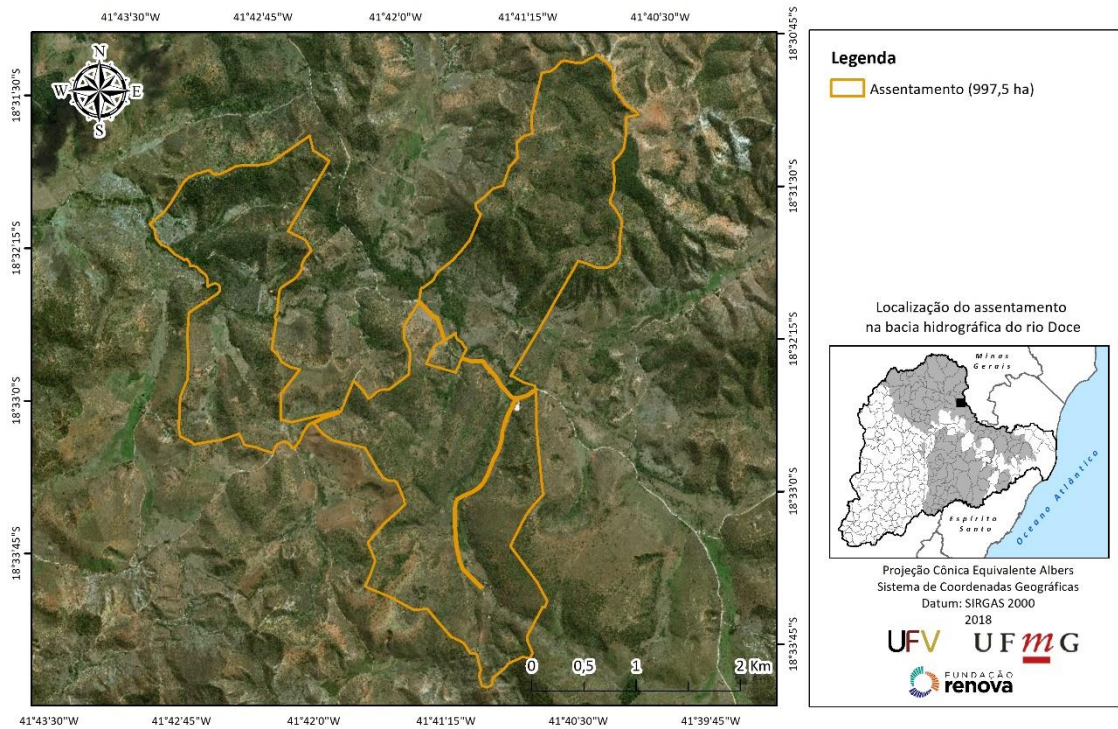 41°43'30"W 41°42'45"W 41°42'0"W 41°41'15"W 41°40'30"W
18°30'45"S
18°31'30"S
18°32'15"S
18°33'0"S
18°33'45"S
N
W E
S
18°31'30"S
18°32'15"S
18°33'0"S
18°33'45"S
0 0,5 1 2 Km
41°43'30"W 41°42'45"W 41°42'0"W 41°41'15"W 41°40'30"W 41°39'45"W
Legenda
Assentamento (997,5 ha)
Localização do assentamento
na bacia hidrográfica do rio Doce
Minas
Gerais
Espírito
Santo
Oceano Atlântico
Projeção Cônica Equivalente Albers
Sistema de Coordenadas Geográficas
Datum: SIRGAS 2000
2018
UFV UFmG
FUNDAÇÃO
renova